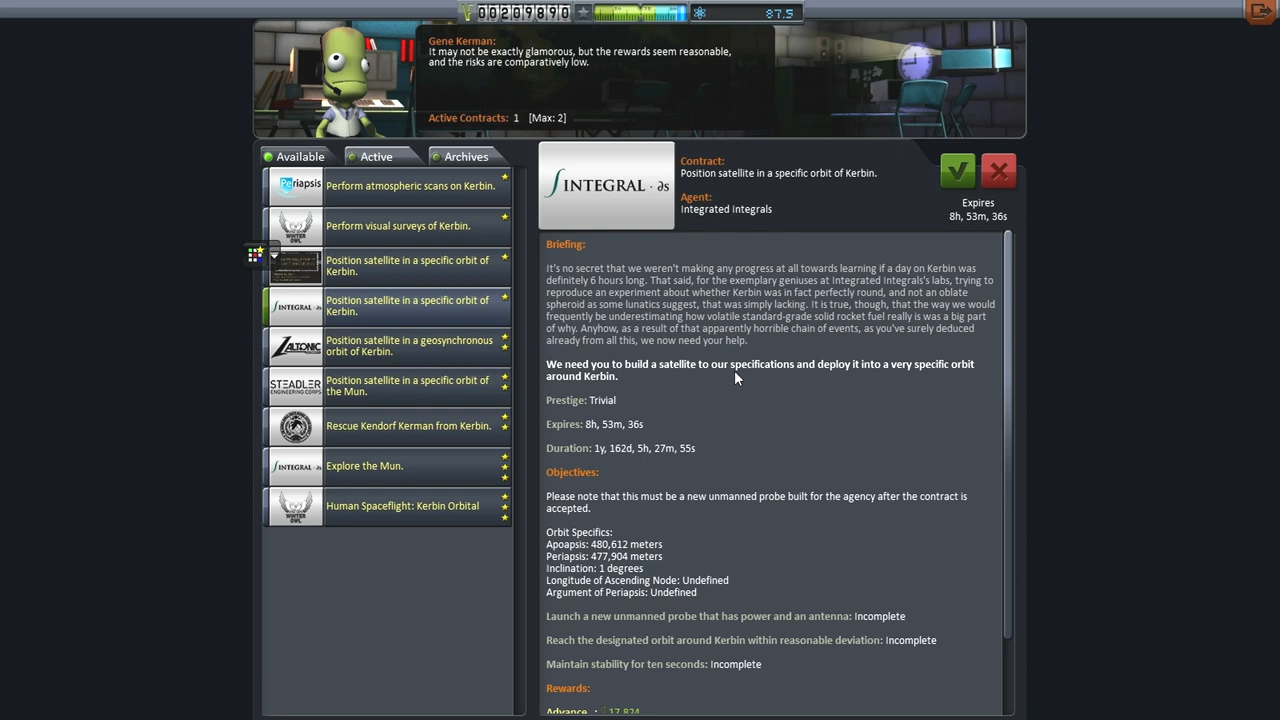 00209890
87.5
Gene Kerman:
It may not be exactly glamorous, but the rewards seem reasonable,
and the risks are comparatively low.
Active Contracts: 1 [Max: 2]
Available
Active
Archives
Periapsis
Perform atmospheric scans on Kerbin.
Perform visual surveys of Kerbin.
Position satellite in a specific orbit of
Kerbin.
INTEGRAL
Position satellite in a specific orbit of
Kerbin.
ZALTONIC
Position satellite in a geosynchronous
orbit of Kerbin.
STEADLER
ENGINEERING CORPS
Position satellite in a specific orbit of
the Mun.
Rescue Kendorf Kerman from Kerbin.
INTEGRAL
Explore the Mun.
WINTER
OWL
Human Spaceflight: Kerbin Orbital
∫INTEGRAL · ∂s
Contract:
Position satellite in a specific orbit of Kerbin.
Agent:
Integrated Integrals
Expires
8h, 53m, 36s
Briefing:
It's no secret that we weren't making any progress at all towards learning if a day on Kerbin was
definitely 6 hours long. That said, for the exemplary geniuses at Integrated Integrals's labs, trying to
reproduce an experiment about whether Kerbin was in fact perfectly round, and not an oblate
spheroid as some lunatics suggest, that was simply lacking. It is true, though, that the way we would
frequently be underestimating how volatile standard-grade solid rocket fuel really is was a big part
of why. Anyhow, as a result of that apparently horrible chain of events, as you've surely deduced
already from all this, we now need your help.
We need you to build a satellite to our specifications and deploy it into a very specific orbit
around Kerbin.
Prestige: Trivial
Expires: 8h, 53m, 36s
Duration: 1y, 162d, 5h, 27m, 55s
Objectives:
Please note that this must be a new unmanned probe built for the agency after the contract is
accepted.
Orbit Specifics:
Apoapsis: 480,612 meters
Periapsis: 477,904 meters
Inclination: 1 degrees
Longitude of Ascending Node: Undefined
Argument of Periapsis: Undefined
Launch a new unmanned probe that has power and an antenna: Incomplete
Reach the designated orbit around Kerbin within reasonable deviation: Incomplete
Maintain stability for ten seconds: Incomplete
Rewards:
Advance : 17,824